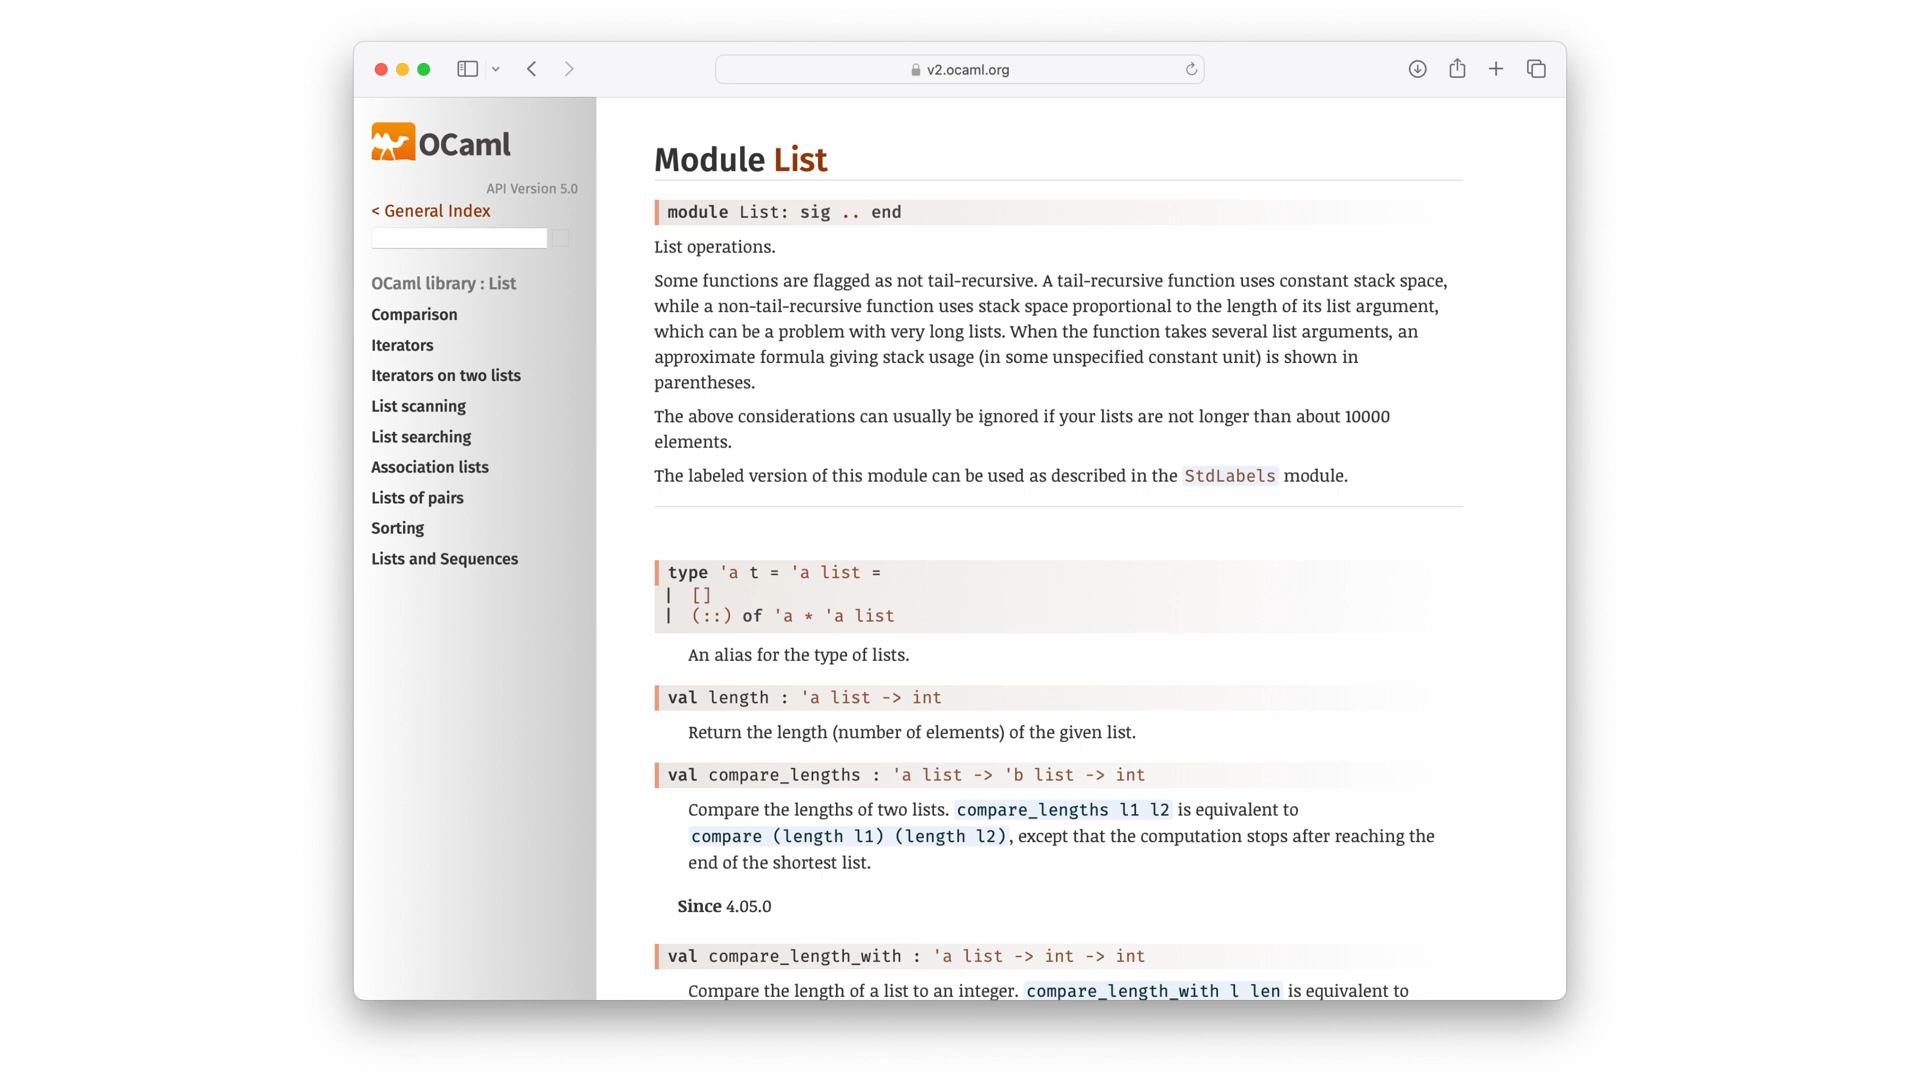 v2.ocaml.org
OCaml
API Version 5.0
< General Index
OCaml library : List
Comparison
Iterators
Iterators on two lists
List scanning
List searching
Association lists
Lists of pairs
Sorting
Lists and Sequences
Module List
module List: sig .. end
List operations.
Some functions are flagged as not tail-recursive. A tail-recursive function uses constant stack space,
while a non-tail-recursive function uses stack space proportional to the length of its list argument,
which can be a problem with very long lists. When the function takes several list arguments, an
approximate formula giving stack usage (in some unspecified constant unit) is shown in
parentheses.
The above considerations can usually be ignored if your lists are not longer than about 10000
elements.
The labeled version of this module can be used as described in the StdLabels module.
type 'a t = 'a list =
| []
| (::) of 'a * 'a list
An alias for the type of lists.
val length : 'a list -> int
Return the length (number of elements) of the given list.
val compare_lengths : 'a list -> 'b list -> int
Compare the lengths of two lists. compare_lengths l1 l2 is equivalent to
compare (length l1) (length l2), except that the computation stops after reaching the
end of the shortest list.
Since 4.05.0
val compare_length_with : 'a list -> int -> int
Compare the length of a list to an integer. compare_length_with l len is equivalent to